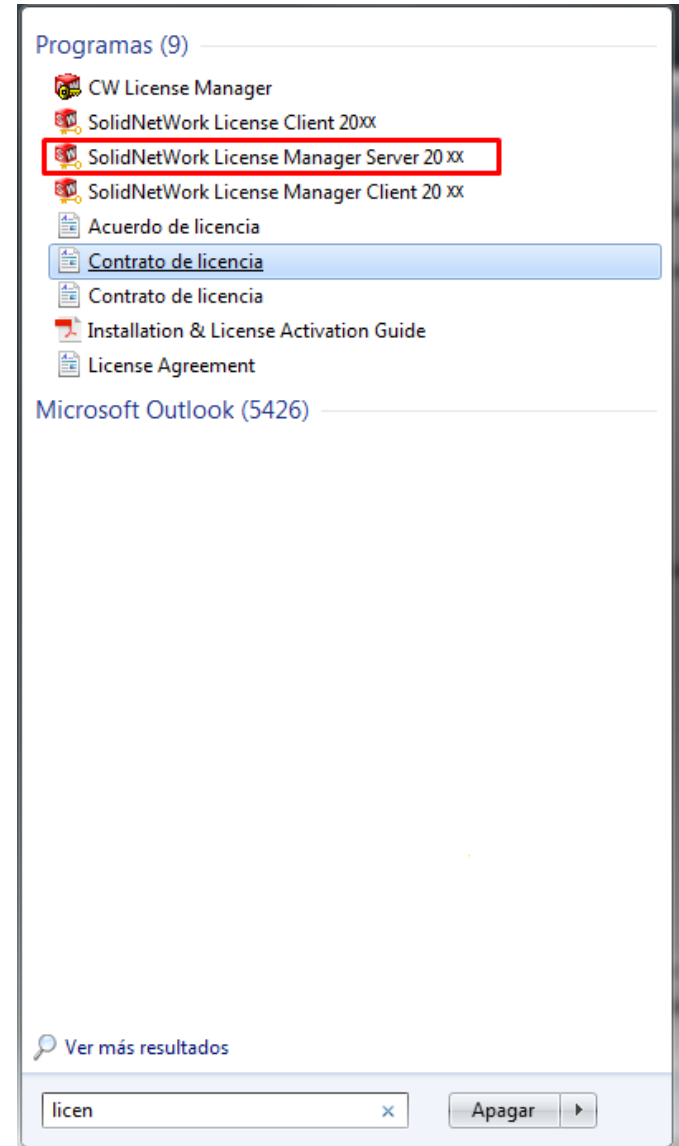 Programas (9)
CW License Manager
SolidNetWork License Client 20xx
SolidNetWork License Manager Server 20 xx
SolidNetWork License Manager Client 20 xx
Acuerdo de licencia
Contrato de licencia
Contrato de licencia
Installation & License Activation Guide
License Agreement
Microsoft Outlook (5426)
Ver más resultados
licen
Apagar